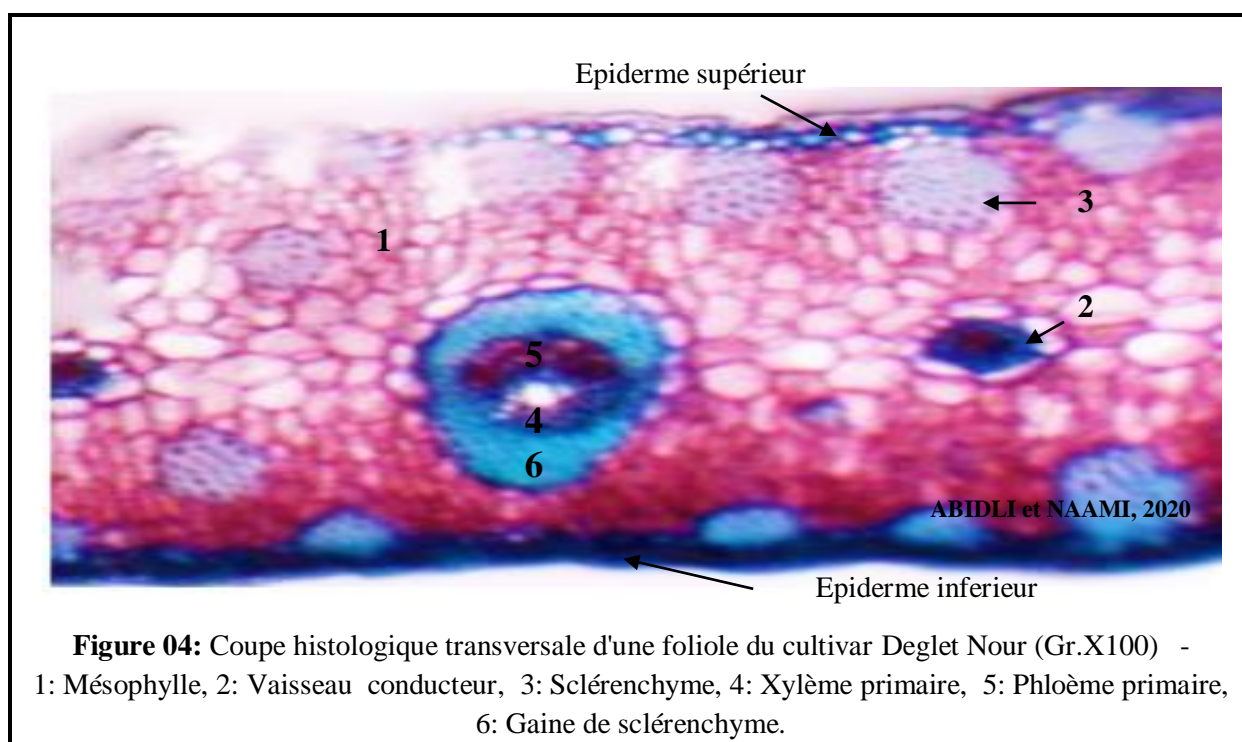 Epiderme supérieur
3
1
2
5
4
6
ABIDLI et NAAMI, 2020
Epiderme inferieur
Figure 04: Coupe histologique transversale d'une foliole du cultivar Deglet Nour (Gr.X100) -
1: Mésophylle, 2: Vaisseau conducteur, 3: Sclérenchyme, 4: Xylème primaire, 5: Phloème primaire,
6: Gaine de sclérenchyme.